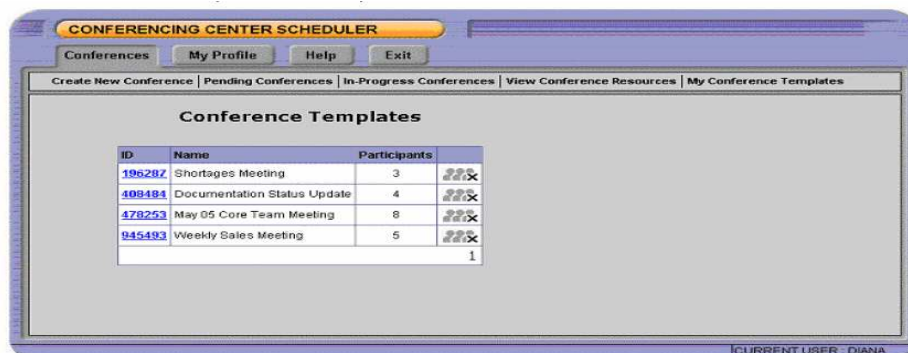 CONFERENCING CENTER SCHEDULER
Conferences My Profile Help Exit
Create New Conference | Pending Conferences | In-Progress Conferences | View Conference Resources | My Conference Templates
Conference Templates
ID Name Participants
196287 Shortages Meeting 3
408484 Documentation Status Update 4
478253 May 05 Core Team Meeting 8
945493 Weekly Sales Meeting 5
1
CURRENT USER : DIANA